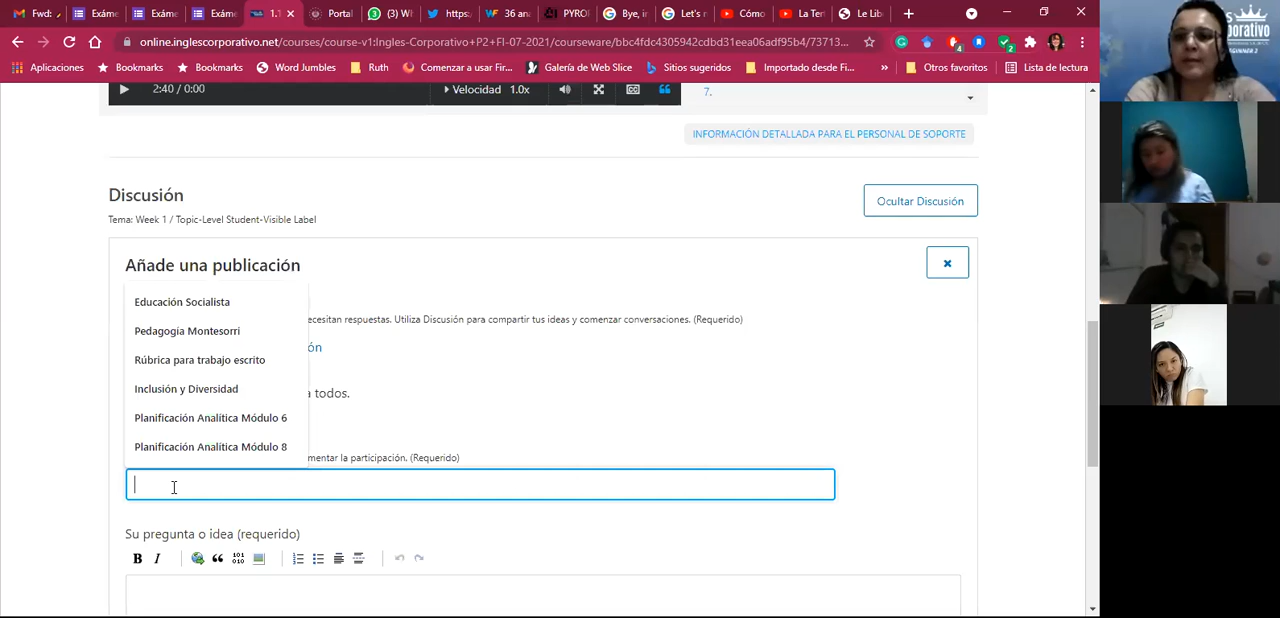 Fwd:
Exáme
Exáme
Exáme
1.1
Portal
(3) W
https:
36 ana
PYRO
Bye, in
Let's r
Cómo
La Ter
Le Lib
online.inglescorporativo.net/courses/course-v1:Ingles-Corporativo+P2+FI-07-2021/courseware/bbc4fdc4305942cdbd31eea06adf95b4/73713...
Aplicaciones
Bookmarks
Bookmarks
Word Jumbles
Ruth
Comenzar a usar Fir...
Galería de Web Slice
Sitios sugeridos
Importado desde Fi...
»
Otros favoritos
Lista de lectura
2:40 / 0:00
Velocidad 1.0x
7.
INFORMACIÓN DETALLADA PARA EL PERSONAL DE SOPORTE
Discusión
Ocultar Discusión
Tema: Week 1 / Topic-Level Student-Visible Label
Añade una publicación
Educación Socialista
ecesitan respuestas. Utiliza Discusión para compartir tus ideas y comenzar conversaciones. (Requerido)
Pedagogia Montesorri
ón
Rúbrica para trabajo escrito
Inclusión y Diversidad
a todos.
Planificación Analítica Módulo 6
Planificación Analítica Módulo 8
mentar la participación. (Requerido)
Su pregunta o idea (requerido)
B I